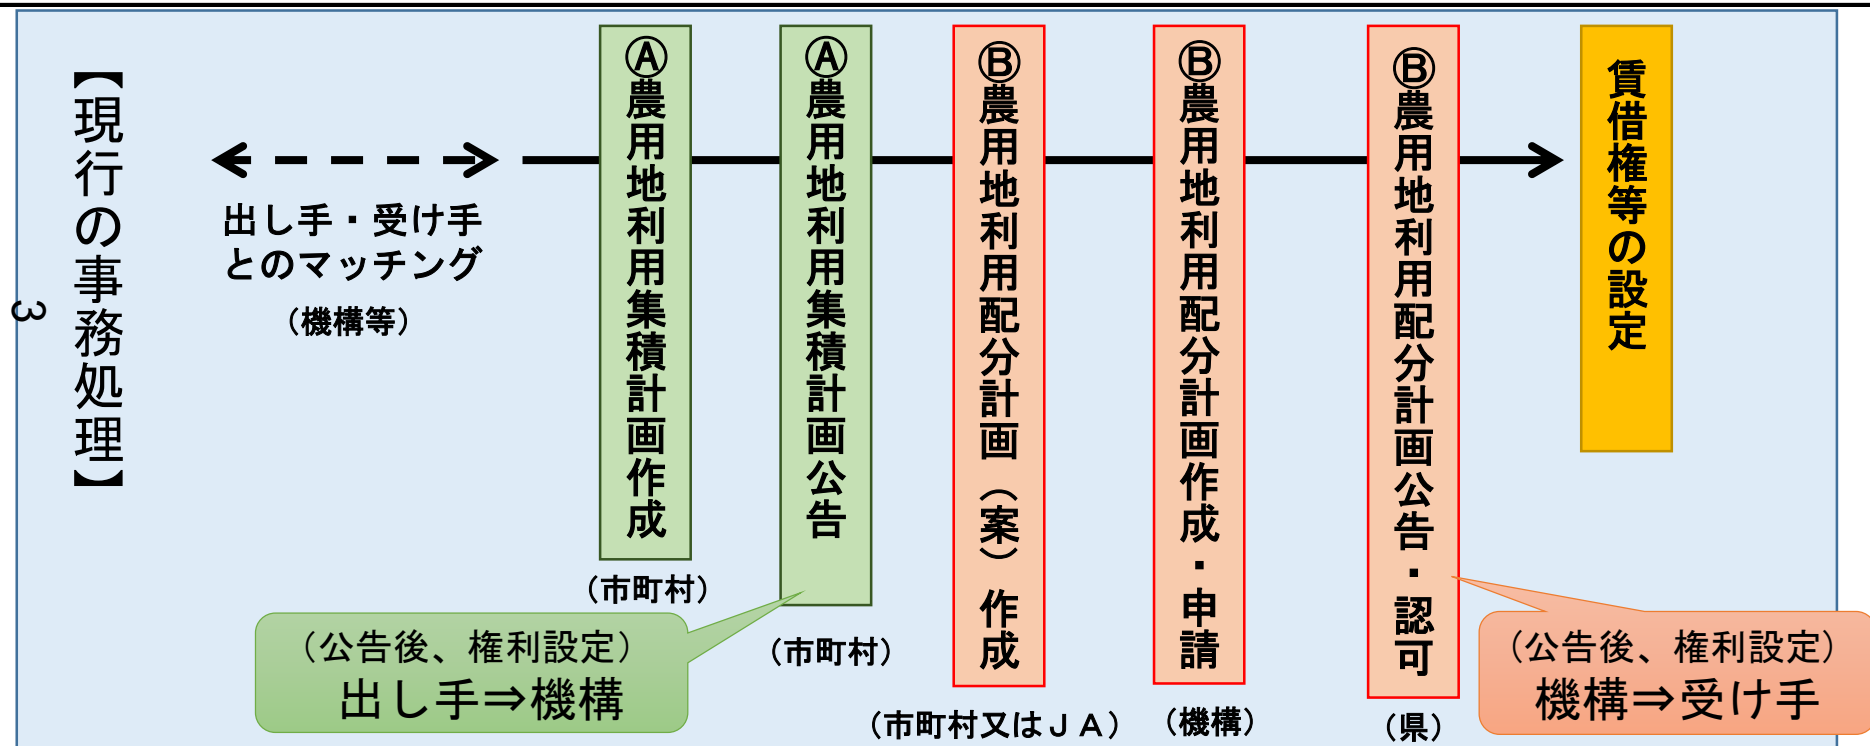 【現行の事務処理】
3
出し手・受け手
とのマッチング
（機構等）
Ⓐ農用地利用集積計画作成
（市町村）
Ⓐ農用地利用集積計画公告
（市町村）
（公告後、権利設定）
出し手⇒機構
Ⓑ農用地利用配分計画（案）作成
（市町村又はＪＡ）
Ⓑ農用地利用配分計画作成・申請
（機構）
Ⓑ農用地利用配分計画公告・認可
（県）
（公告後、権利設定）
機構⇒受け手
賃借権等の設定